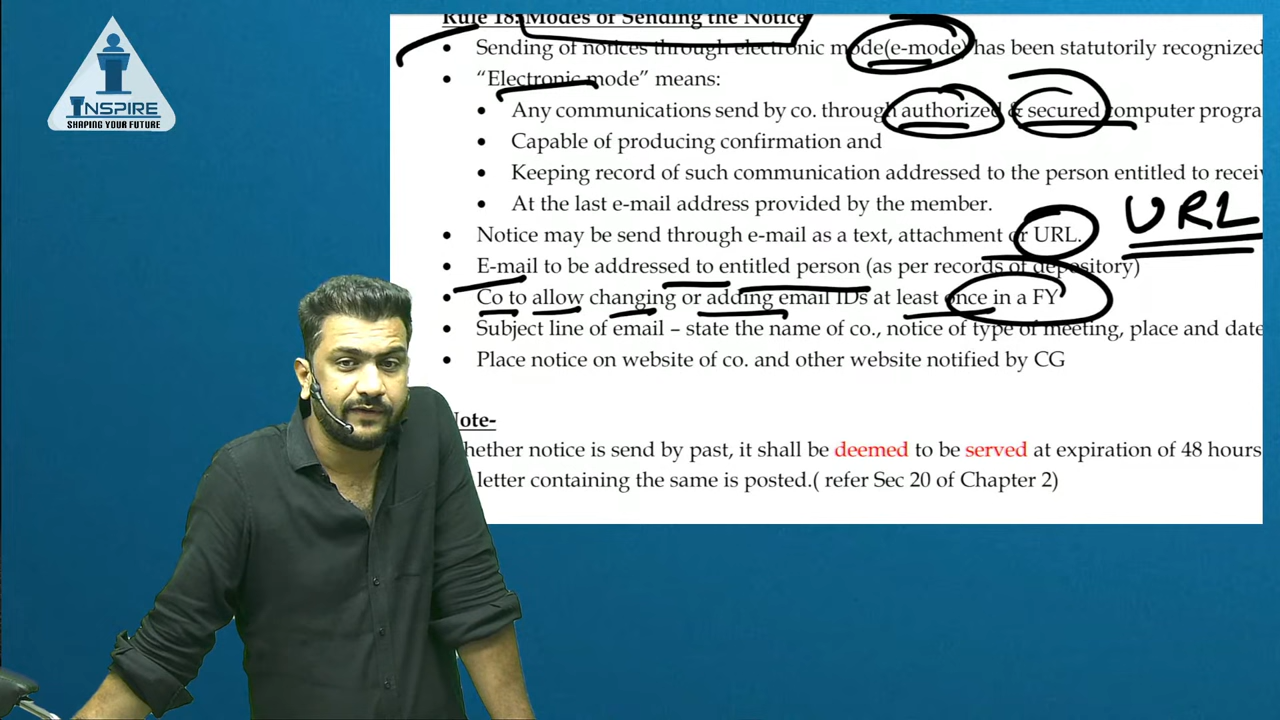 INSPIRE
SHAPING YOUR FUTURE
Rule 18: Modes of Sending the Notice
Sending of notices through electronic mode(e-mode) has been statutorily recognized
"Electronic mode" means:
Any communications send by co. through authorized & secured computer progra
Capable of producing confirmation and
Keeping record of such communication addressed to the person entitled to recei
At the last e-mail address provided by the member.
URL
Notice may be send through e-mail as a text, attachment or URL.
E-mail to be addressed to entitled person (as per records of depository)
Co to allow changing or adding email IDs at least once in a FY
Subject line of email – state the name of co., notice of type of meeting, place and date
Place notice on website of co. and other website notified by CG
ote-
hether notice is send by past, it shall be deemed to be served at expiration of 48 hours
letter containing the same is posted.( refer Sec 20 of Chapter 2)